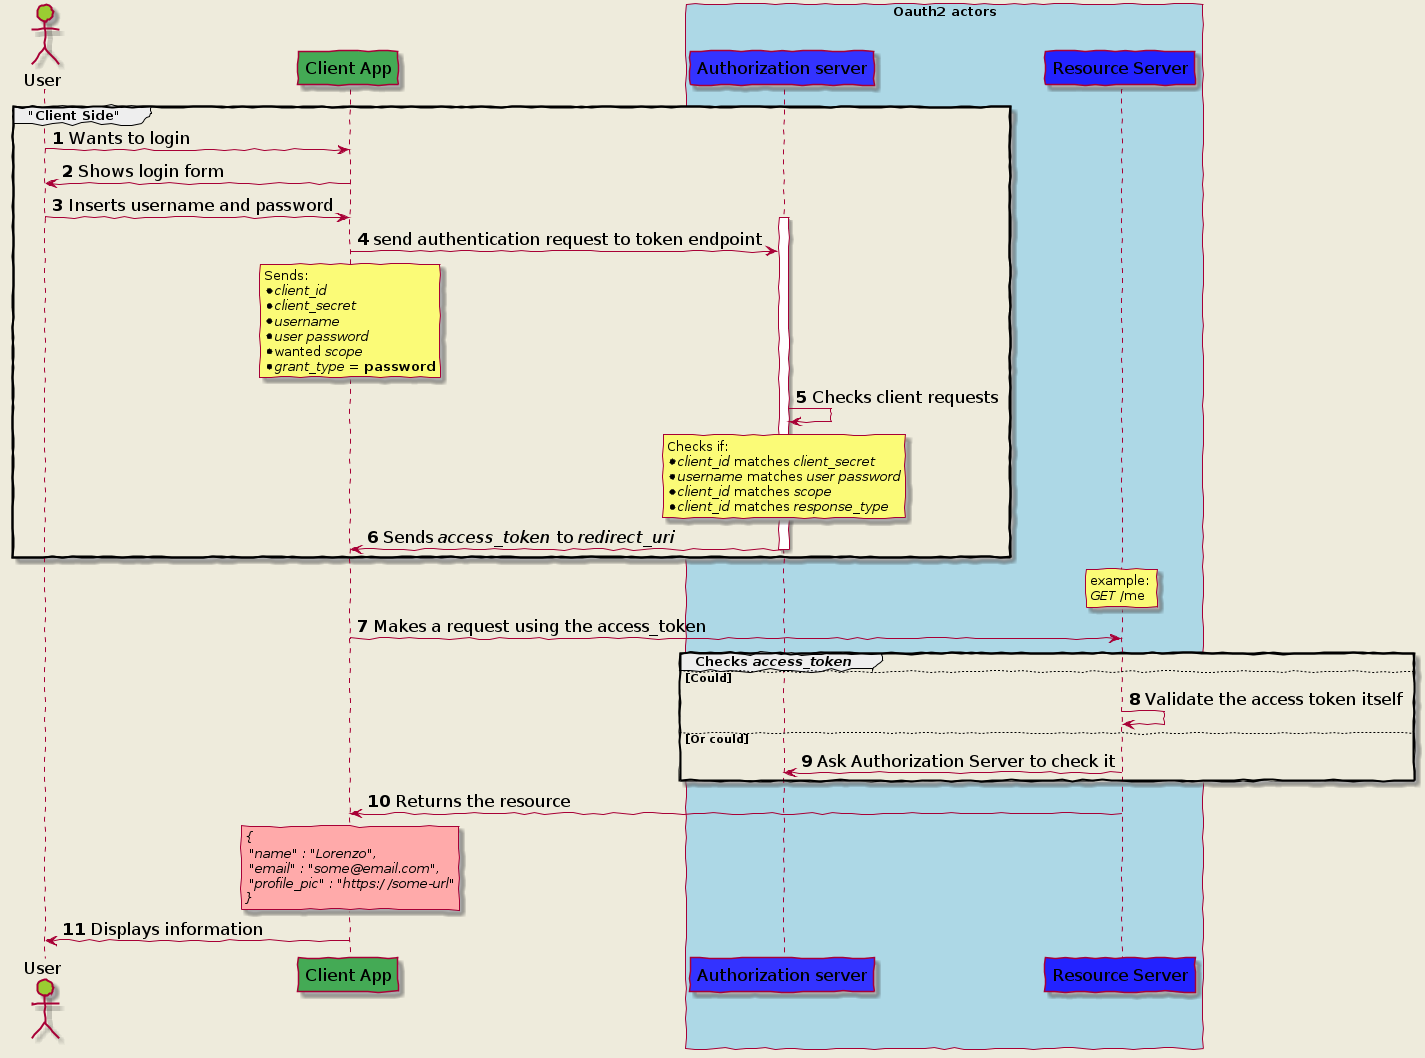 Oauth2 actors
User
Client App
Authorization server
Resource Server
"Client Side"
1 Wants to login
2 Shows login form
3 Inserts username and password
4 send authentication request to token endpoint
Sends:
•client_id
•client_secret
•username
•user password
•wanted scope
•grant_type = password
5 Checks client requests
Checks if:
•client_id matches client_secret
•username matches user password
•client_id matches scope
•client_id matches response_type
6 Sends access_token to redirect_uri
example:
GET /me
7 Makes a request using the access_token
Checks access_token
[Could]
8 Validate the access token itself
[Or could]
9 Ask Authorization Server to check it
10 Returns the resource
{
"name" : "Lorenzo",
"email" : "some@email.com",
"profile_pic" : "https://some-url"
}
11 Displays information
User
Client App
Authorization server
Resource Server